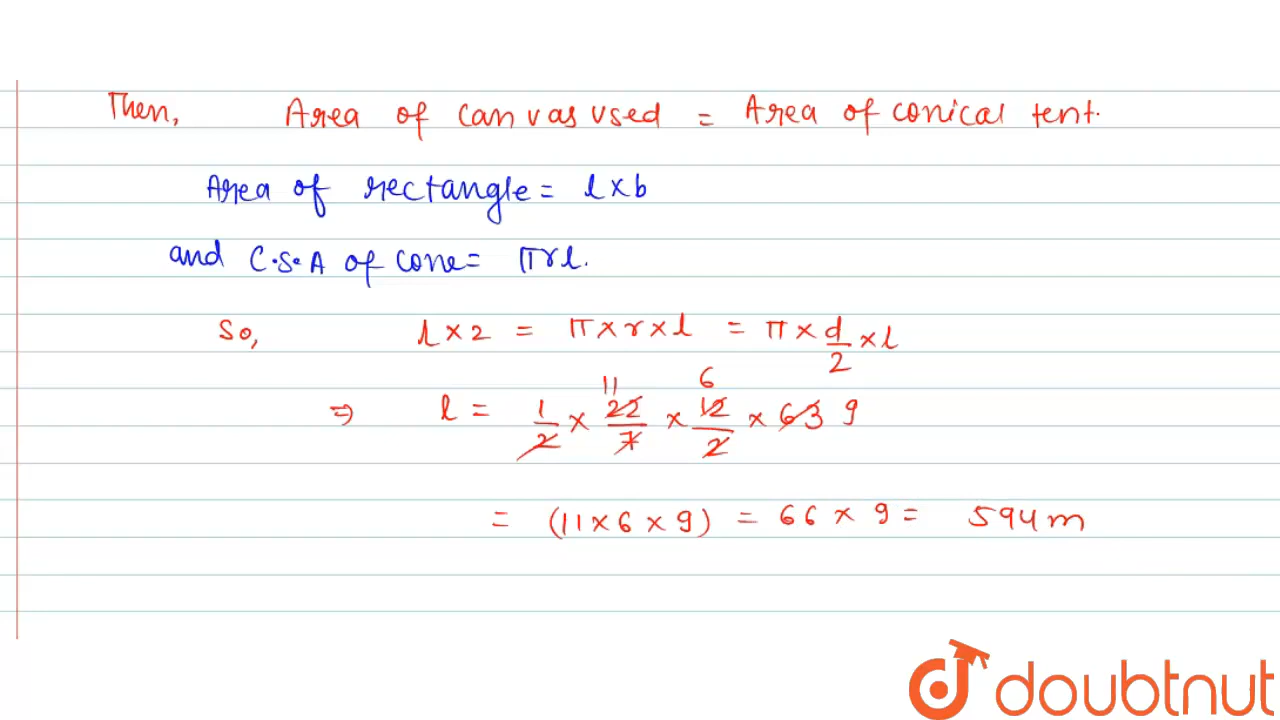 Then, Area of canvas used = Area of conical tent.
Area of rectangle = l×b
and C.S.A of cone = πrl.
So, l×2 = π×r×l = π×d/2×l
⇒ l = 1/2 × 22/7 × 12/2 × 63 11 6 9
= (11×6×9) = 66×9 = 594m
doubtnut